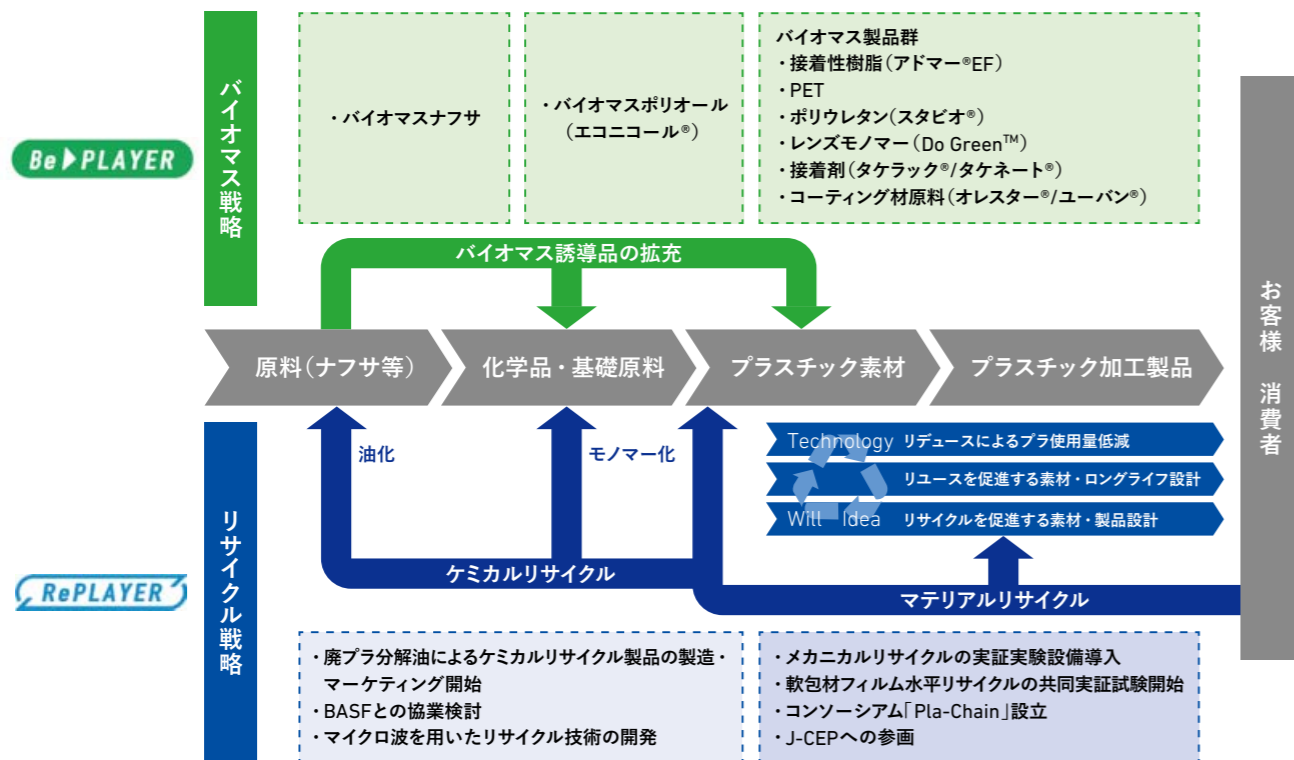 Be▶PLAYER
バイオマス戦略
・バイオマスナフサ
・バイオマスポリオール
(エコニコール®)
バイオマス製品群
・接着性樹脂(アドマー®EF)
・PET
・ポリウレタン(スタビオ®)
・レンズモノマー(Do Green™)
・接着剤(タケラック®/タケネート®)
・コーティング材原料(オレスター®/ユーバン®)
バイオマス誘導品の拡充
原料(ナフサ等)
化学品・基礎原料
プラスチック素材
プラスチック加工製品
お客様 消費者
RePLAYER
リサイクル戦略
油化
モノマー化
Technology リデュースによるプラ使用量低減
リユースを促進する素材・ロングライフ設計
Will Idea リサイクルを促進する素材・製品設計
ケミカルリサイクル
マテリアルリサイクル
・廃プラ分解油によるケミカルリサイクル製品の製造・
マーケティング開始
・BASFとの協業検討
・マイクロ波を用いたリサイクル技術の開発
・メカニカルリサイクルの実証実験設備導入
・軟包材フィルム水平リサイクルの共同実証試験開始
・コンソーシアム「Pla-Chain」設立
・J-CEPへの参画